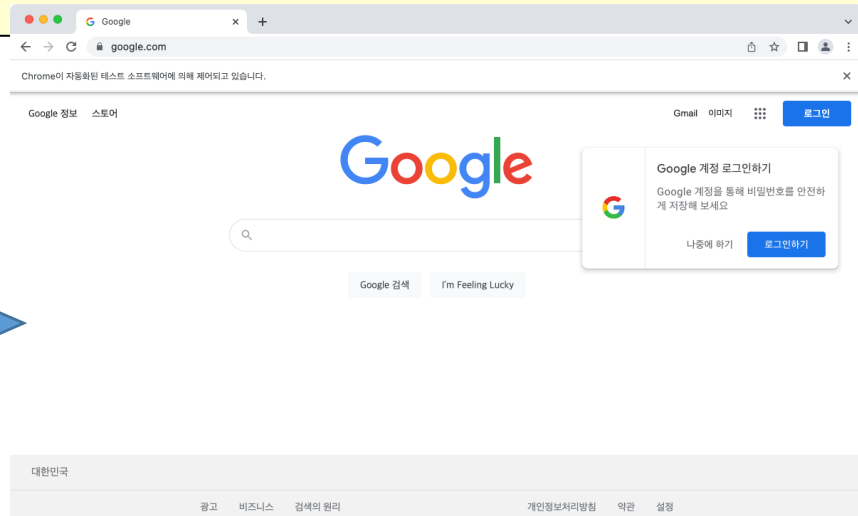 Google
google.com
Chrome이 자동화된 테스트 소프트웨어에 의해 제어되고 있습니다.
Google 정보 스토어
Gmail 이미지 로그인
Google
Google 계정 로그인하기
Google 계정을 통해 비밀번호를 안전하
게 저장해 보세요
나중에 하기 로그인하기
Google 검색 I'm Feeling Lucky
대한민국
광고 비즈니스 검색의 원리 개인정보처리방침 약관 설정